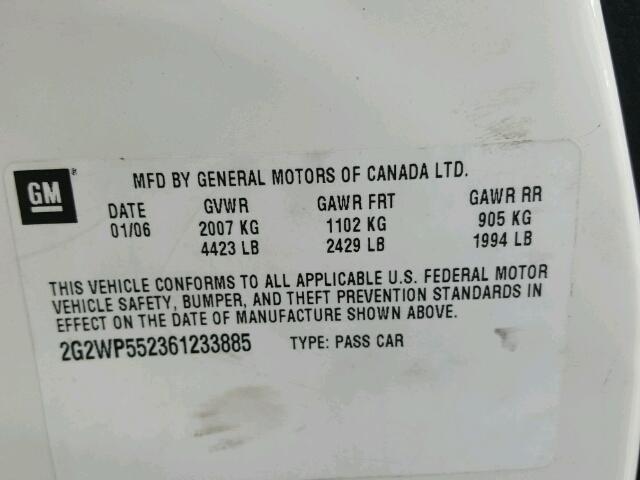 GM
MFD BY GENERAL MOTORS OF CANADA LTD.
DATE GVWR GAWR FRT GAWR RR
01/06 2007 KG 1102 KG 905 KG
4423 LB 2429 LB 1994 LB
THIS VEHICLE CONFORMS TO ALL APPLICABLE U.S. FEDERAL MOTOR
VEHICLE SAFETY, BUMPER, AND THEFT PREVENTION STANDARDS IN
EFFECT ON THE DATE OF MANUFACTURE SHOWN ABOVE.
2G2WP552361233885 TYPE: PASS CAR